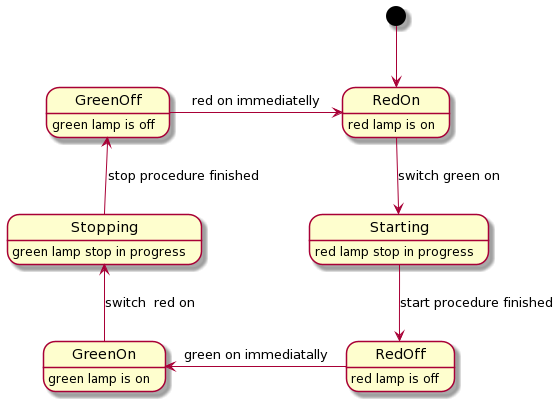 GreenOff
green lamp is off
red on immediatelly
RedOn
red lamp is on
stop procedure finished
switch green on
Stopping
green lamp stop in progress
Starting
red lamp stop in progress
switch  red on
start procedure finished
GreenOn
green lamp is on
green on immediatally
RedOff
red lamp is off